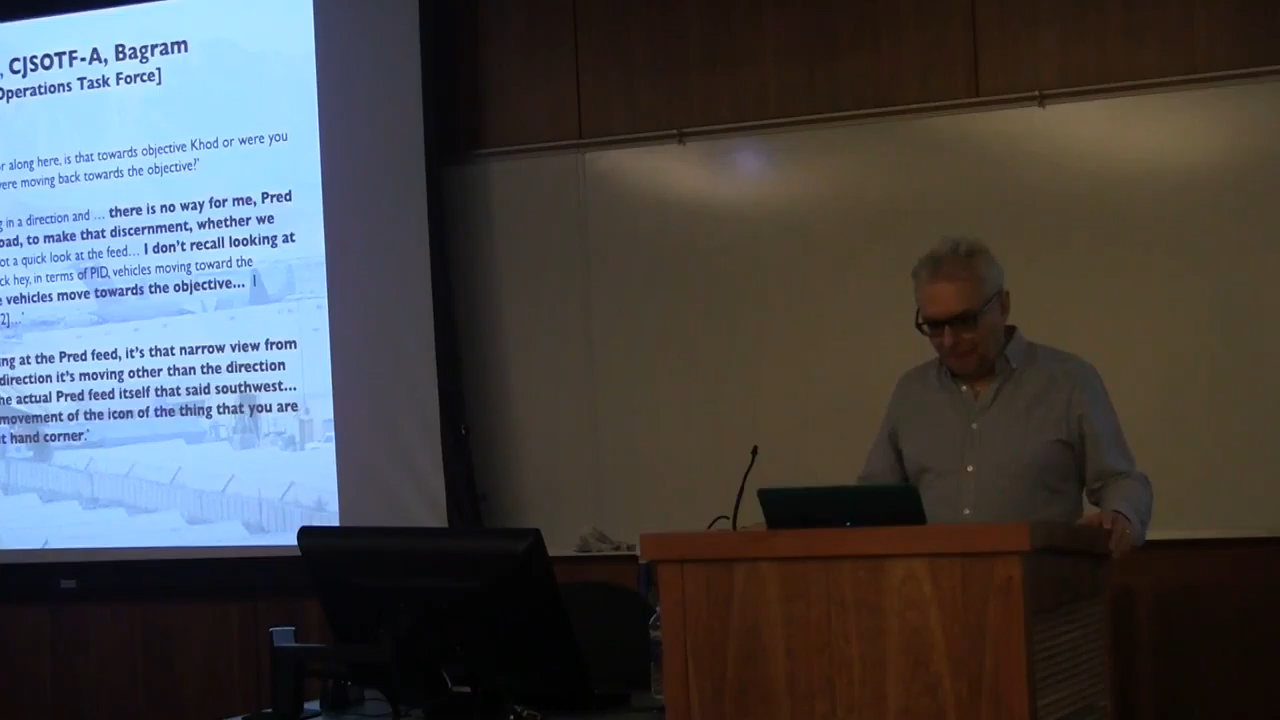 , CJSOTF-A, Bagram
Operations Task Force]
r along here, is that towards objective Khod or were you
were moving back towards the objective?'
g in a direction and … there is no way for me, Pred
oad, to make that discernment, whether we
ot a quick look at the feed… I don't recall looking at
ck hey, in terms of PID, vehicles moving toward the
e vehicles move towards the objective… I
2]…'
ng at the Pred feed, it's that narrow view from
direction it's moving other than the direction
he actual Pred feed itself that said southwest…
movement of the icon of the thing that you are
t hand corner.'